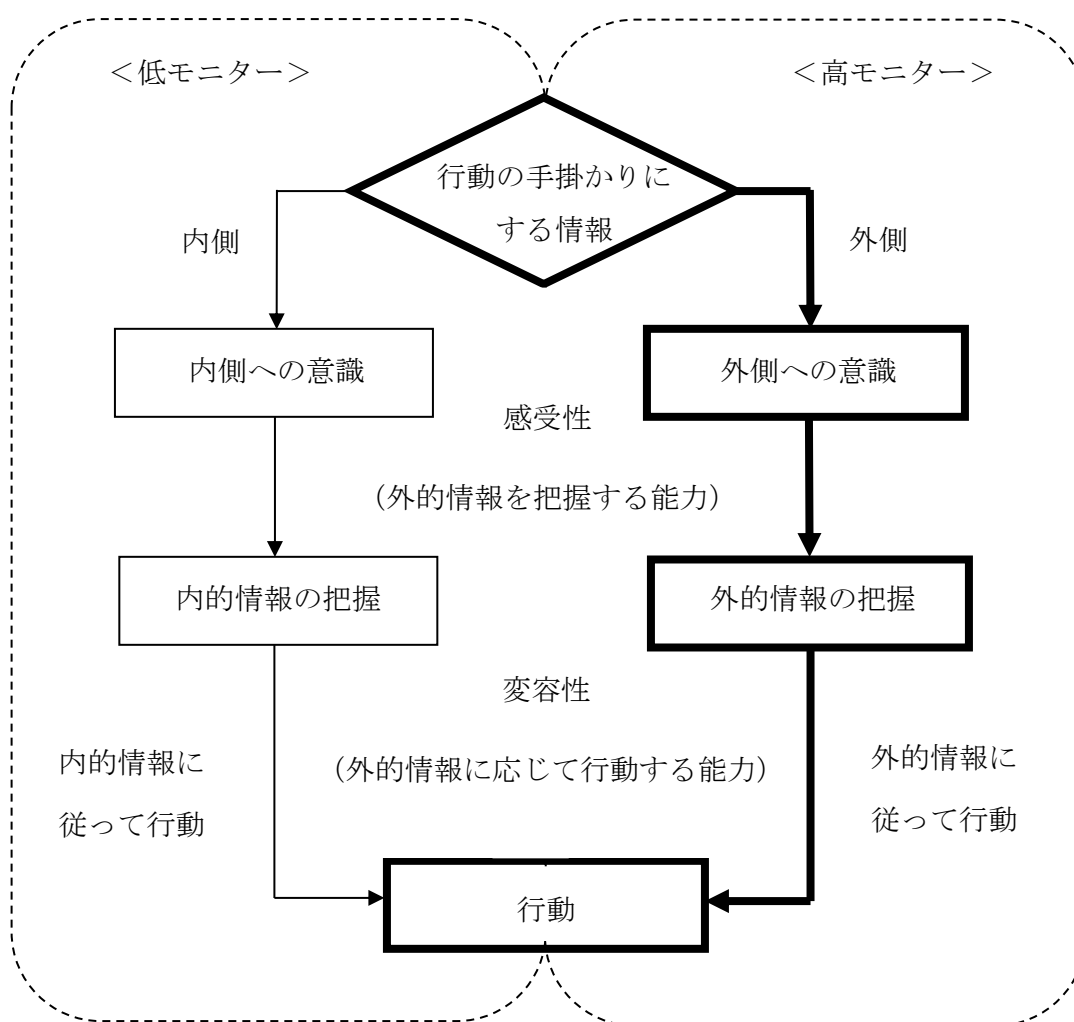 ＜低モニター＞
＜高モニター＞
行動の手掛かりに
する情報
内側
外側
内側への意識
外側への意識
感受性
（外的情報を把握する能力）
内的情報の把握
外的情報の把握
変容性
（外的情報に応じて行動する能力）
内的情報に
従って行動
外的情報に
従って行動
行動